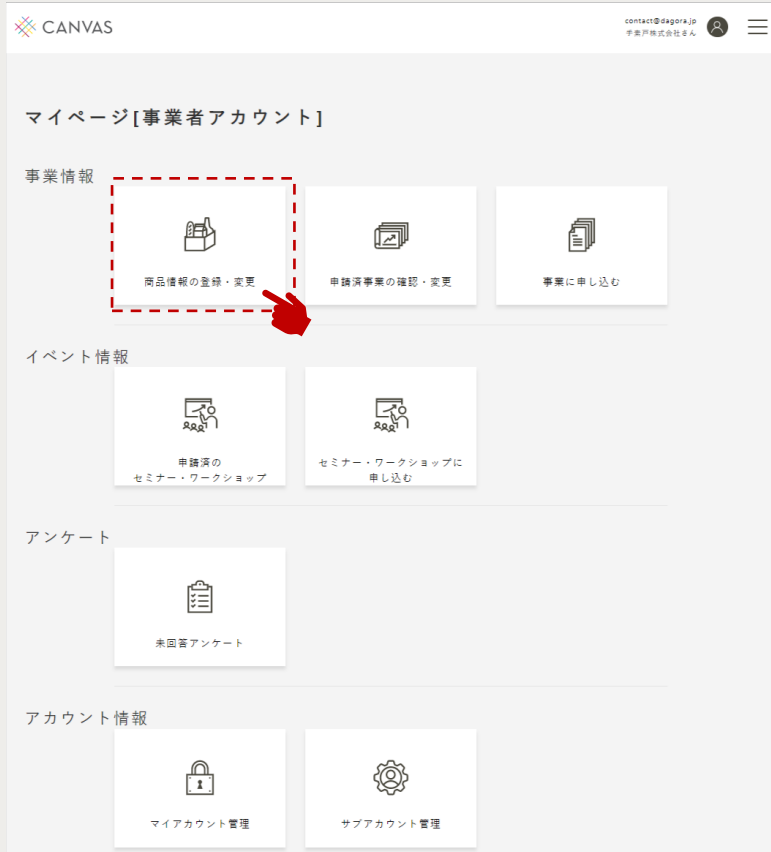 CANVAS
contact@dagora.jp
手素戸株式会社さん
マイページ[事業者アカウント]
事業情報
商品情報の登録・変更
申請済事業の確認・変更
事業に申し込む
イベント情報
申請済の
セミナー・ワークショップ
セミナー・ワークショップに
申し込む
アンケート
未回答アンケート
アカウント情報
マイアカウント管理
サブアカウント管理